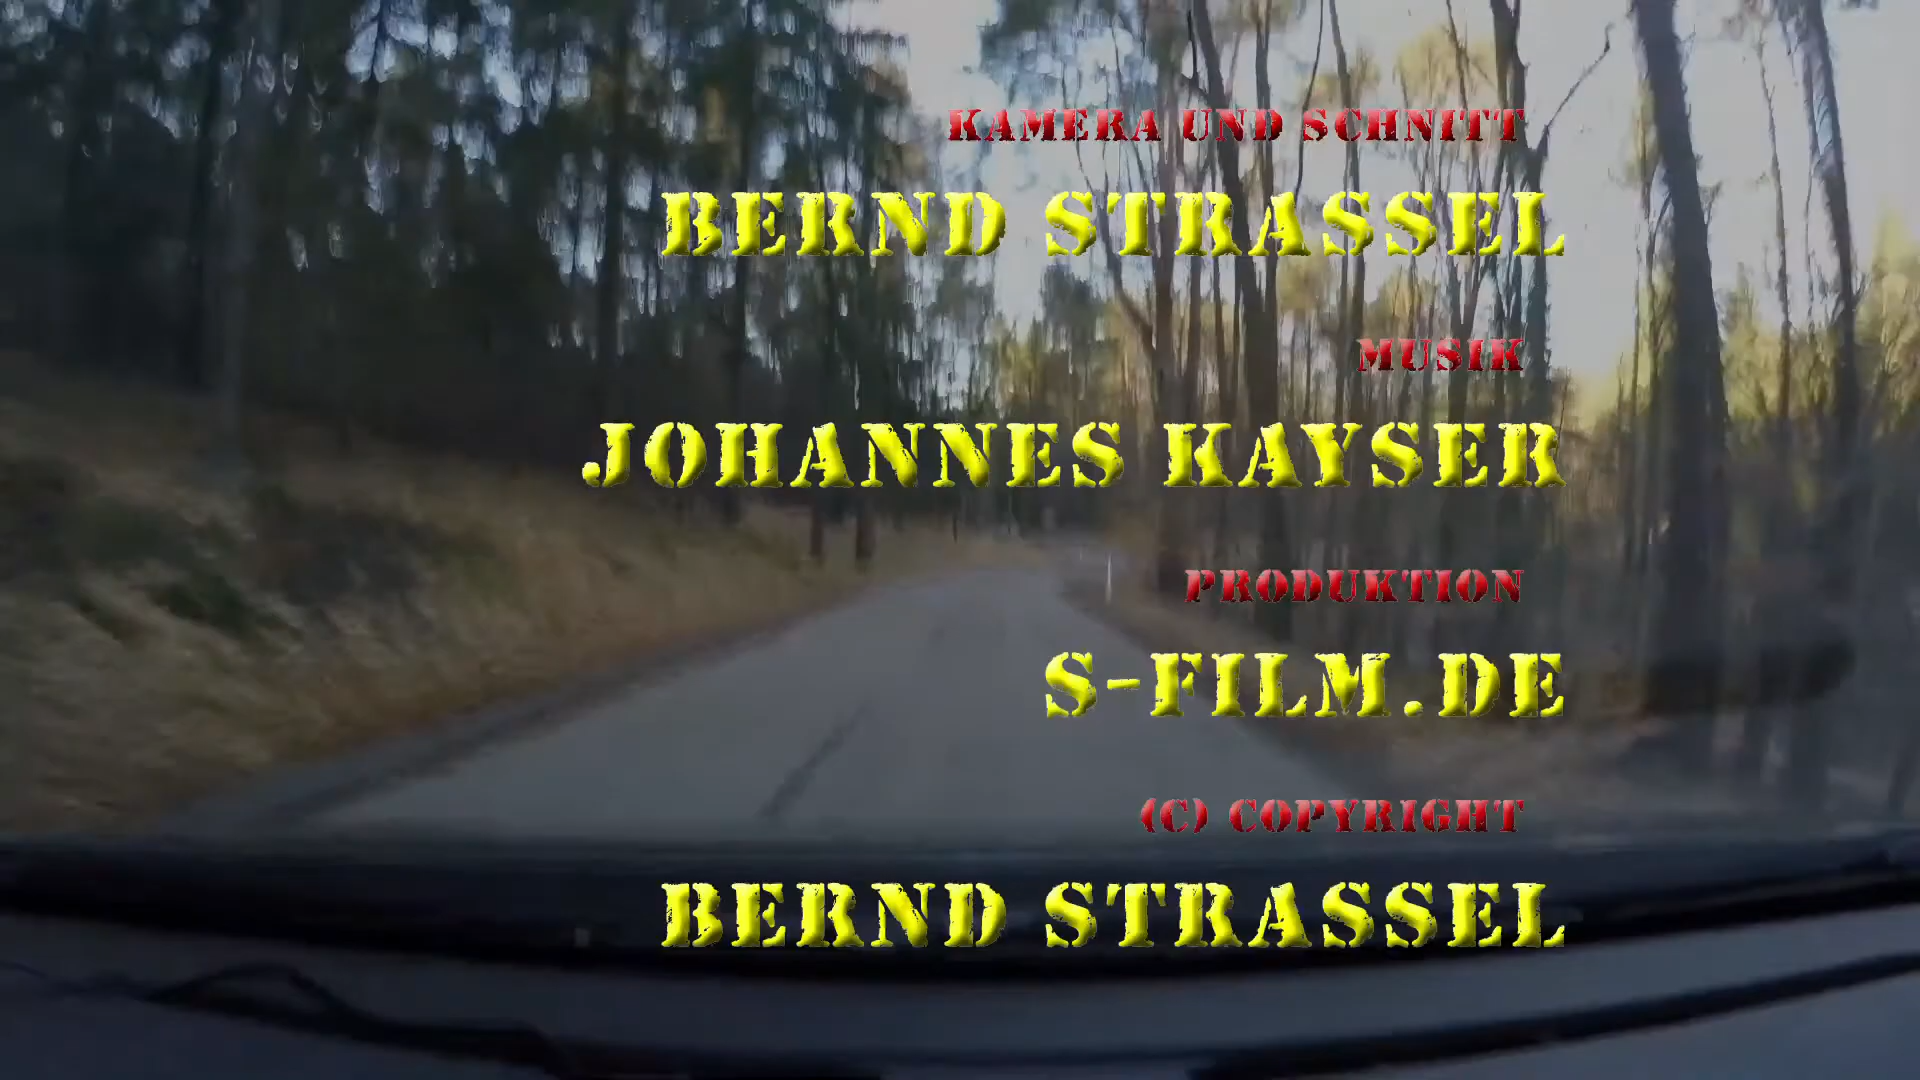 KAMERA UND SCHNITT
BERND STRASSEL
MUSIK
JOHANNES KAYSER
PRODUKTION
S-FILM.DE
(C) COPYRIGHT
BERND STRASSEL